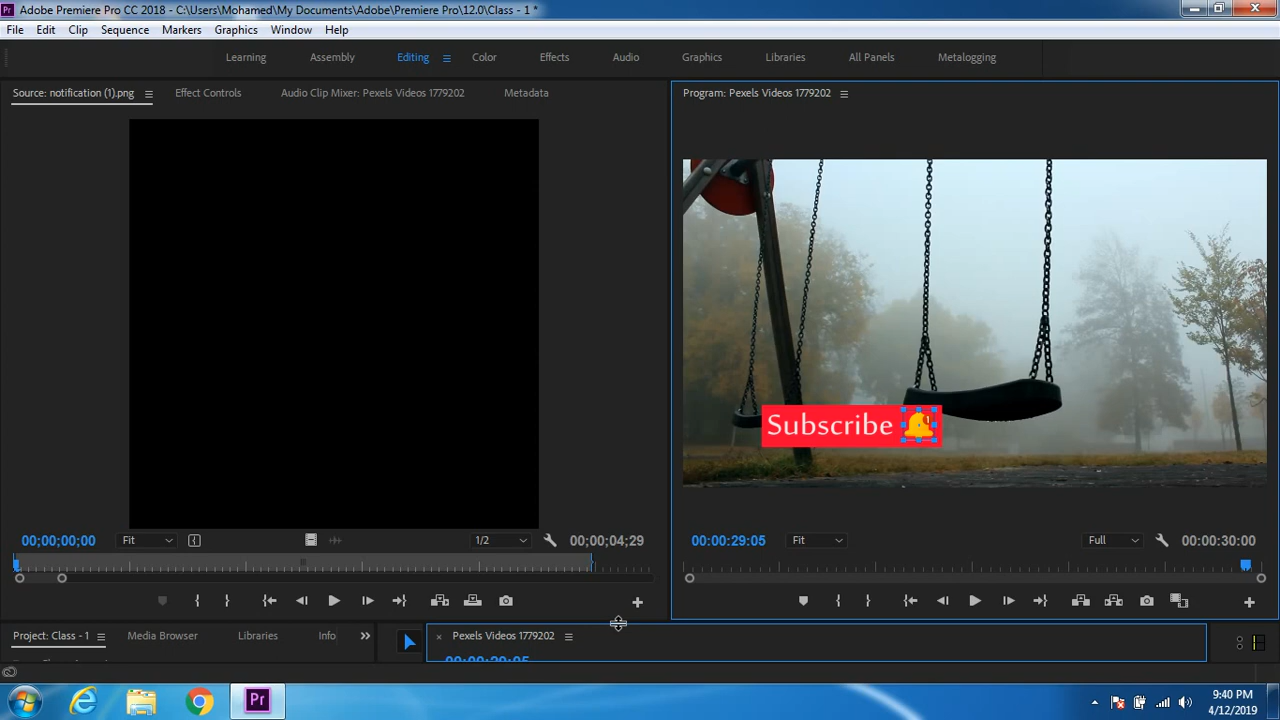 Adobe Premiere Pro CC 2018 - C:\Users\Mohamed\My Documents\Adobe\Premiere Pro\12.0\Class - 1 *
File Edit Clip Sequence Markers Graphics Window Help
Learning Assembly Editing Color Effects Audio Graphics Libraries All Panels Metalogging
Source: notification (1).png Effect Controls Audio Clip Mixer: Pexels Videos 1779202 Metadata
Program: Pexels Videos 1779202
Subscribe
00;00;00;00 Fit 1/2 00;00;04;29
00:00:29:05 Fit Full 00:00:30:00
Project: Class - 1 Media Browser Libraries Info
× Pexels Videos 1779202
00:00:29:05
Pr
9:40 PM
4/12/2019